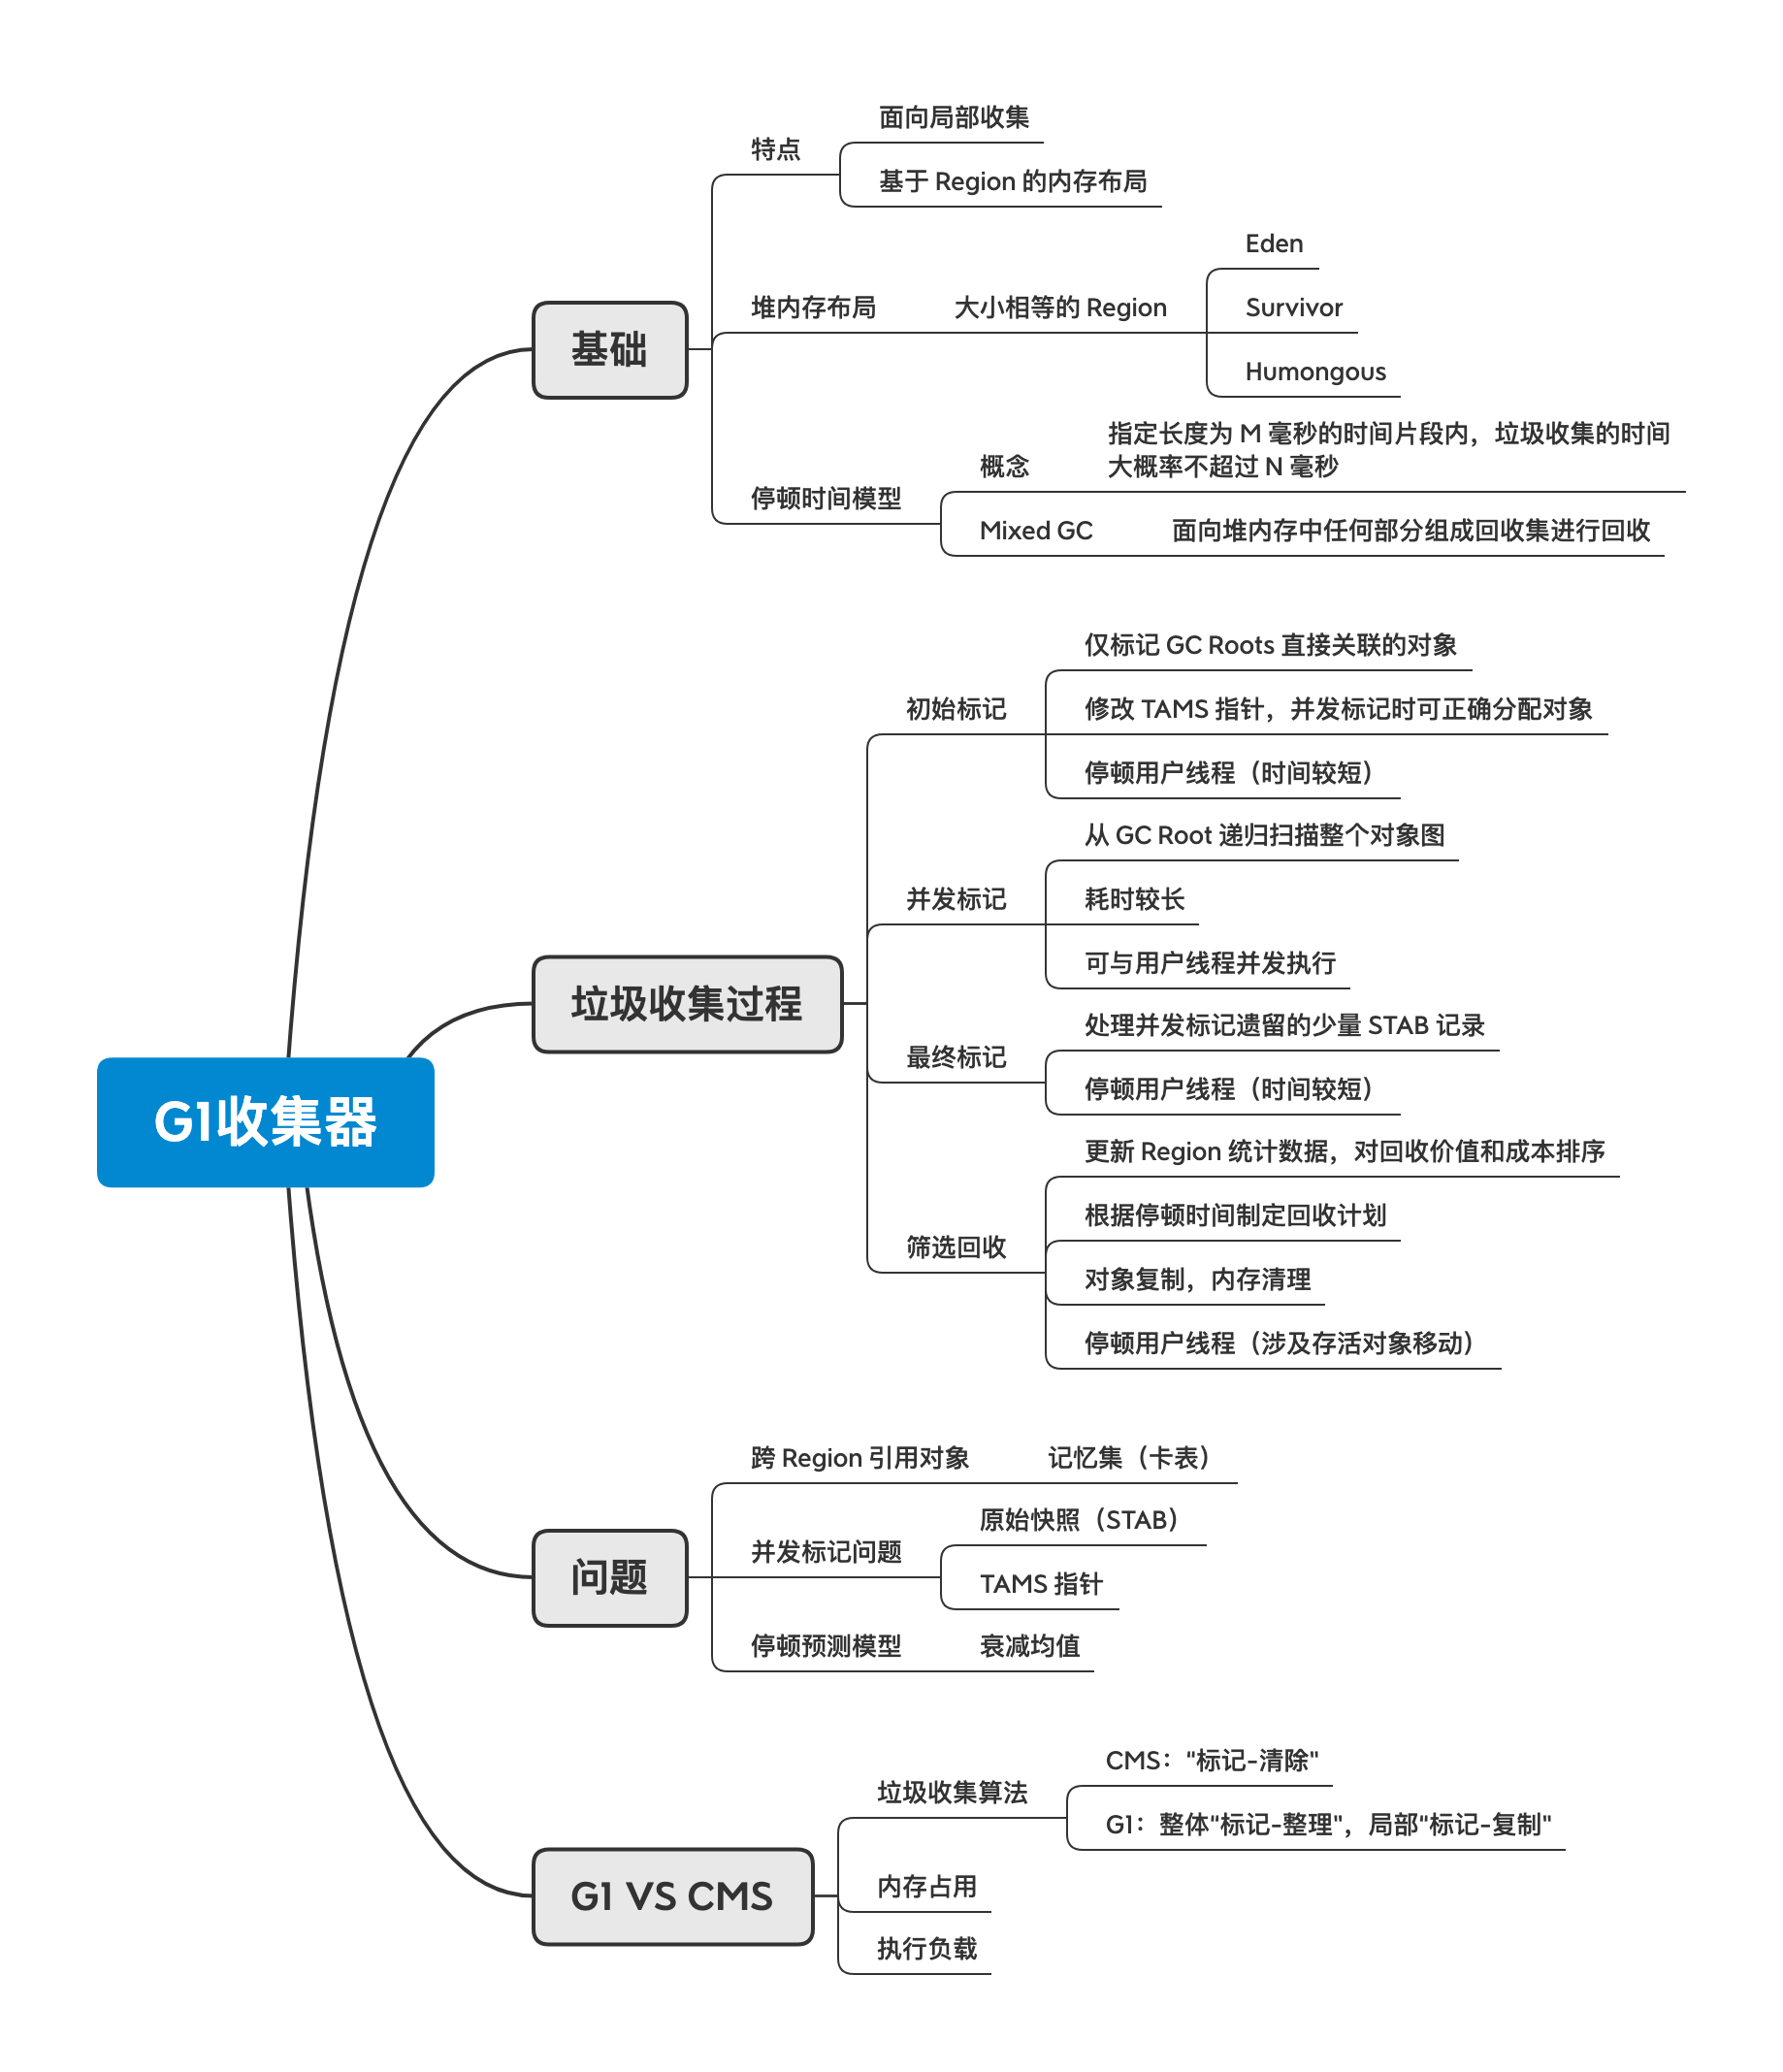 G1收集器
基础
特点
面向局部收集
基于 Region 的内存布局
堆内存布局
大小相等的 Region
Eden
Survivor
Humongous
停顿时间模型
概念
指定长度为 M 毫秒的时间片段内，垃圾收集的时间
大概率不超过 N 毫秒
Mixed GC
面向堆内存中任何部分组成回收集进行回收
垃圾收集过程
初始标记
仅标记 GC Roots 直接关联的对象
修改 TAMS 指针，并发标记时可正确分配对象
停顿用户线程（时间较短）
并发标记
从 GC Root 递归扫描整个对象图
耗时较长
可与用户线程并发执行
最终标记
处理并发标记遗留的少量 STAB 记录
停顿用户线程（时间较短）
筛选回收
更新 Region 统计数据，对回收价值和成本排序
根据停顿时间制定回收计划
对象复制，内存清理
停顿用户线程（涉及存活对象移动）
问题
跨 Region 引用对象
记忆集（卡表）
并发标记问题
原始快照（STAB）
TAMS 指针
停顿预测模型
衰减均值
G1 VS CMS
垃圾收集算法
CMS："标记-清除"
G1：整体"标记-整理"，局部"标记-复制"
内存占用
执行负载